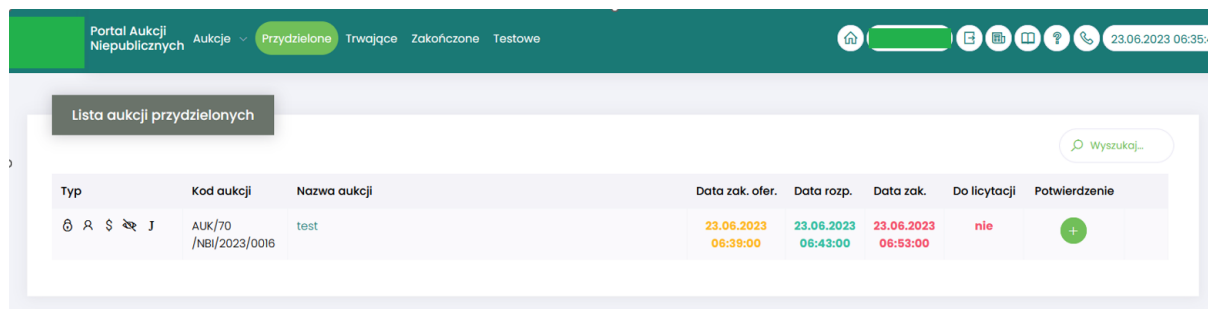 Portal Aukcji
Niepublicznych
Aukcje Przydzielone Trwające Zakończone Testowe
23.06.2023 06:35:
Lista aukcji przydzielonych
Wyszukaj...
Typ Kod aukcji Nazwa aukcji Data zak. ofer. Data rozp. Data zak. Do licytacji Potwierdzenie
$ J AUK/70 test 23.06.2023 23.06.2023 23.06.2023 nie +
/NBI/2023/0016 06:39:00 06:43:00 06:53:00